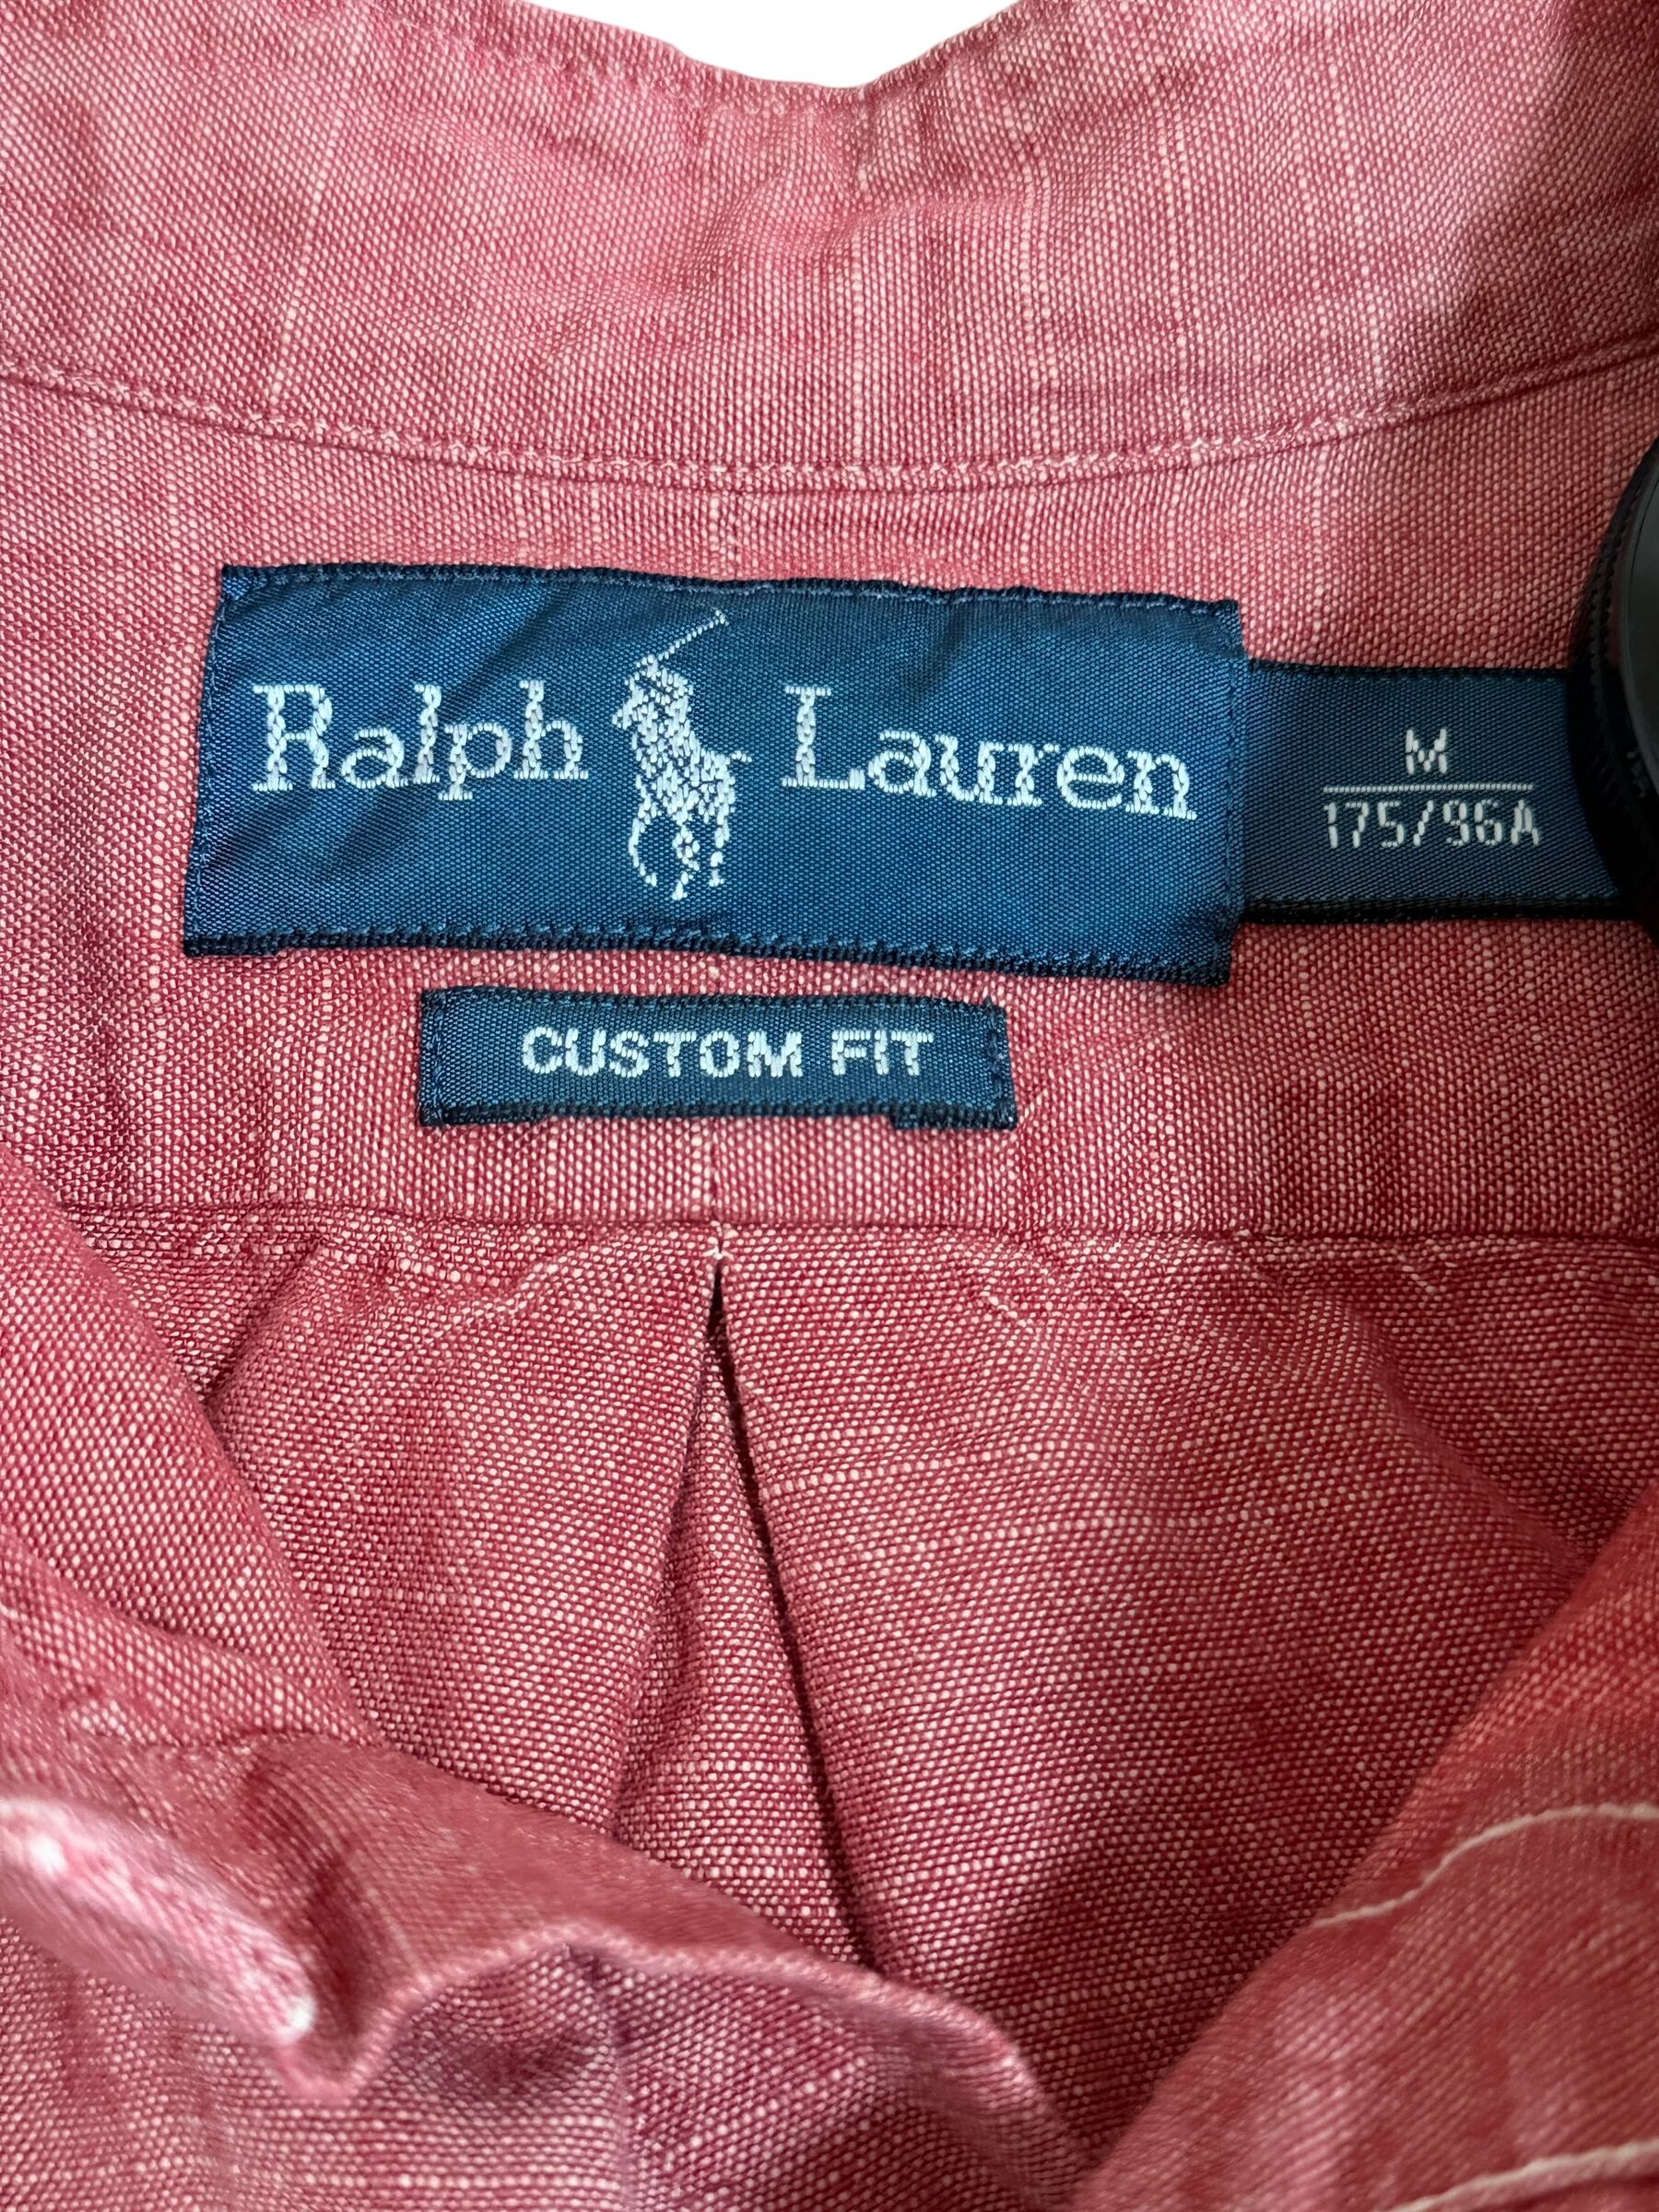 Ralph Lauren
M
175/96A
CUSTOM FIT